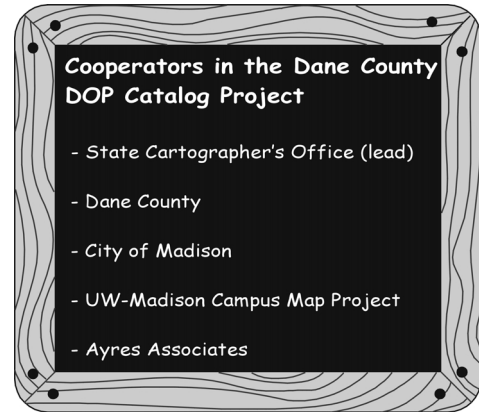 Cooperators in the Dane County
DOP Catalog Project
- State Cartographer's Office (lead)
- Dane County
- City of Madison
- UW-Madison Campus Map Project
- Ayres Associates